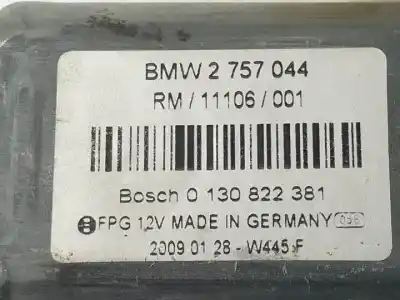 BMW 2 757 044
RM/11106/001
Bosch 0 130 822 381
FPG 12V MADE IN GERMANY
2009 01 28 - W445 F